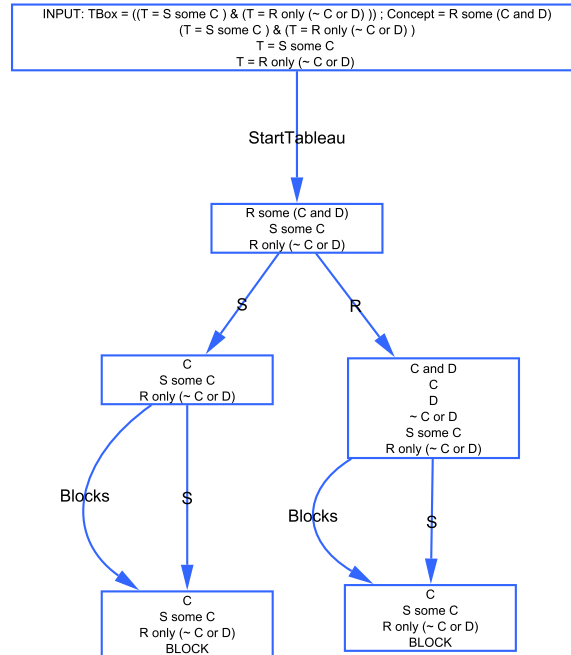 INPUT: TBox = ((T = S some C ) & (T = R only (~ C or D) )) ; Concept = R some (C and D)
(T = S some C ) & (T = R only (~ C or D) )
T = S some C
T = R only (~ C or D)
StartTableau
R some (C and D)
S some C
R only (~ C or D)
S
R
C
S some C
R only (~ C or D)
C and D
C
D
~ C or D
S some C
R only (~ C or D)
Blocks
S
Blocks
S
C
S some C
R only (~ C or D)
BLOCK
C
S some C
R only (~ C or D)
BLOCK